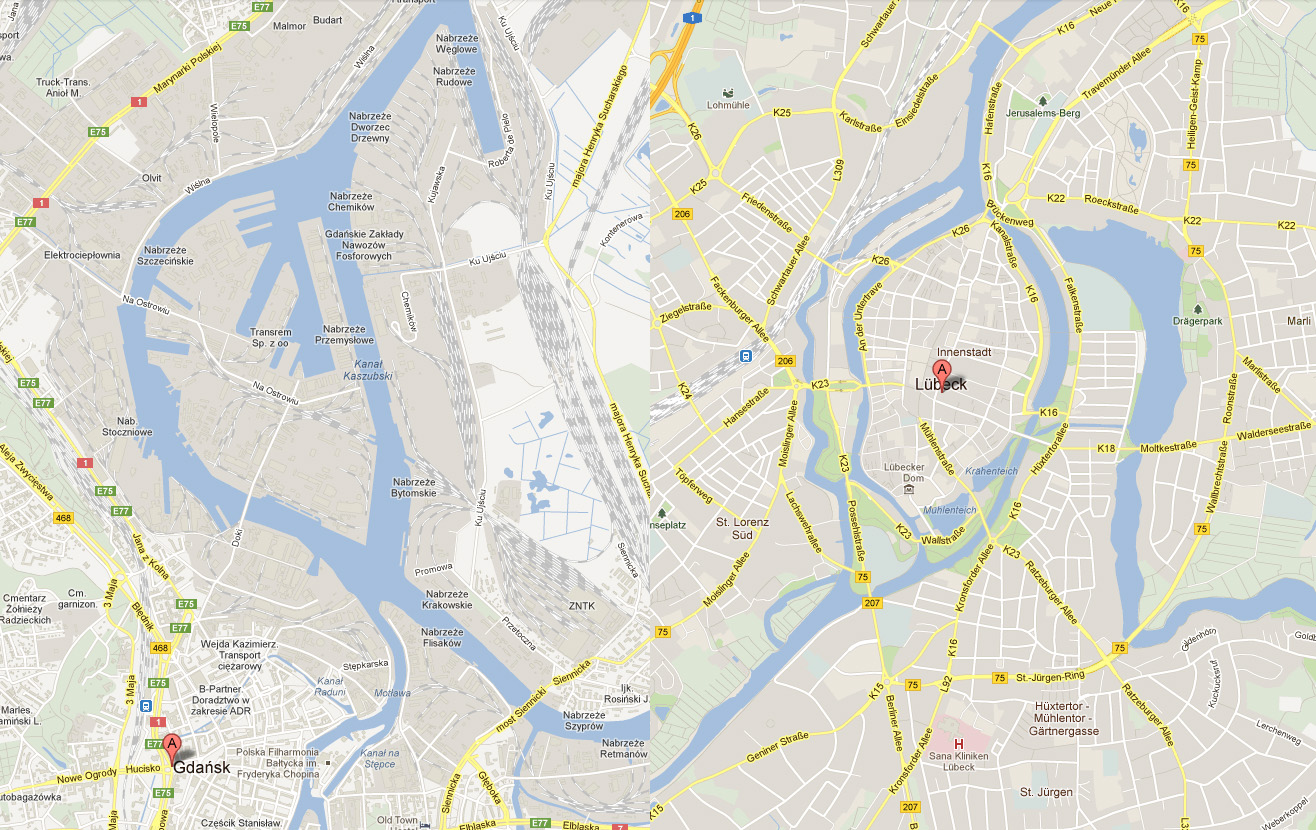 E77
Malmor
Budart
E75
Ku Ujściu
Nabrzeże
Węglowe
Nabrzeże
Rudowe
Wiślna
Marynarki Polskiej
Truck-Trans.
Anioł M.
1
E75
Wielopole
Nabrzeże
Dworzec
Drzewny
Roberta de Plelo
majora Henryka Sucharskiego
Olvit
Wiślna
Kujawska
Ku Ujściu
1
E77
Nabrzeże
Chemików
Kontenerowa
Gdańskie Zakłady
Nawozów
Fosforowych
Elektrociepłownia
Nabrzeże
Szczecińskie
Ku Ujściu
Na Ostrowiu
Chemików
Transrem
Sp. z oo
Nabrzeże
Przemysłowe
Kanał
Kaszubski
E75
E77
Na Ostrowiu
Nab.
Stoczniowe
majora Henryka Sucha
Aleja Zwycięstwa
1
E75
E77
468
Nabrzeże
Bytomskie
Ku Ujściu
Doki
Jana z Kolna
Siennicka
Promowa
3 Maja
Cm.
garnizon.
Cmentarz
Żołnierzy
Radzieckich
Błędnik
E75
E77
Nabrzeże
Krakowskie
ZNTK
Przetoczna
Nabrzeże
Flisaków
468
Wejda Kazimierz.
Transport
ciężarowy
Stępkarska
Siennicka
E75
Kanał
Raduni
Motława
3 Maja
B-Partner.
Doradztwo w
zakresie ADR
most Siennicki
Ijk.
Rosiński J.
Marles.
amiński L.
1
Nabrzeże
Szyprów
E77
A
Gdańsk
Polska Filharmonia
Bałtycka im.
Fryderyka Chopina
Kanał na
Stępce
Nabrzeże
Retmanów
Nowe Ogrody
Hucisko
E75
utobagażówka
Siennicka
Głęboka
Częścik Stanisław.
Old Town
Elbląska
E77
Elbląska
7
1
Schwartauer
K16
Neue
75
Lohmühle
Travemünder Allee
K25
Karlstraße
Einsiedelstraße
Hafenstraße
Jerusalems-Berg
Heiligen-Geist-Kamp
K26
L309
K16
75
K25
206
Friedenstraße
K22
Roeckstraße
K22
K22
Brückenweg
K26
Kanalstraße
75
K26
Schwartauer Allee
Fackenburger Allee
An der Untertrave
K16
Falkenstraße
Ziegelstraße
Drägerpark
Marli
Innenstadt
206
A
Lübeck
K24
K23
Marlistraße
Hansestraße
Moislinger Allee
K16
Roonstraße
Mühlenstraße
Hüxtertorallee
K18
Moltkestraße
Walderseestraße
K23
Lübecker
Dom
Krähenteich
Töpferweg
Mühlenteich
Wallbrechtstraße
nseplatz
St. Lorenz
Süd
Lachswehrallee
Possehlstraße
K16
K23
Wallstraße
75
K23
75
Moislinger Allee
Kronsforder Allee
Ratzeburger Allee
207
75
K16
75
Gildenhörn
K15
75
L92
75
St.-Jürgen-Ring
Kuckucksruf
Ratzeburger Allee
Berliner Allee
Hüxtertor -
Mühlentor -
Gärtnergasse
Geniner Straße
H
Sana Kliniken
Lübeck
Lerchenweg
Kronsforder Allee
St. Jürgen
207
K15
Weberkoppel